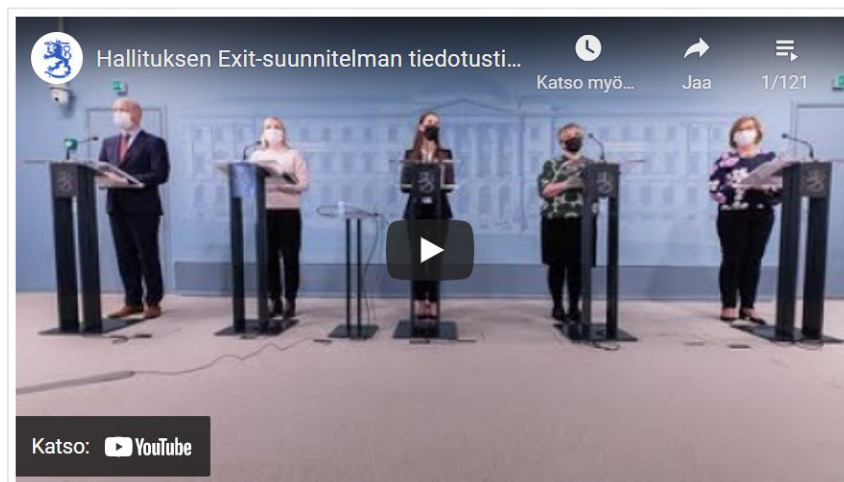 Hallituksen Exit-suunnitelman tiedotusti...
Katso myö...
Jaa
1/121
Katso: YouTube